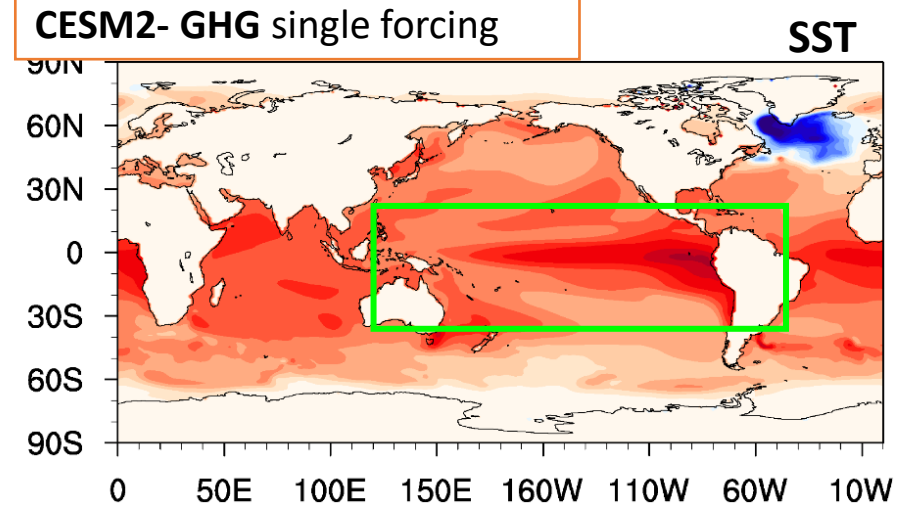 CESM2- GHG single forcing
SST
90N
60N
30N
0
30S
60S
90S
0 50E 100E 150E 160W 110W 60W 10W